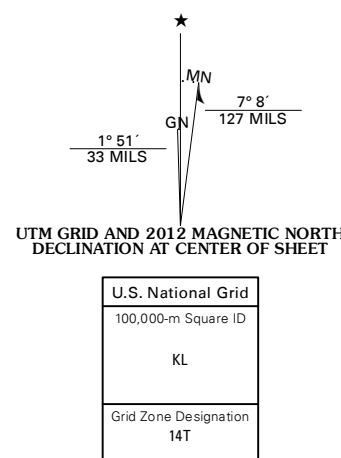 ★
MN
GN
7° 8´
127 MILS
1° 51´
33 MILS
UTM GRID AND 2012 MAGNETIC NORTH
DECLINATION AT CENTER OF SHEET
U.S. National Grid
100,000-m Square ID
KL
Grid Zone Designation
14T